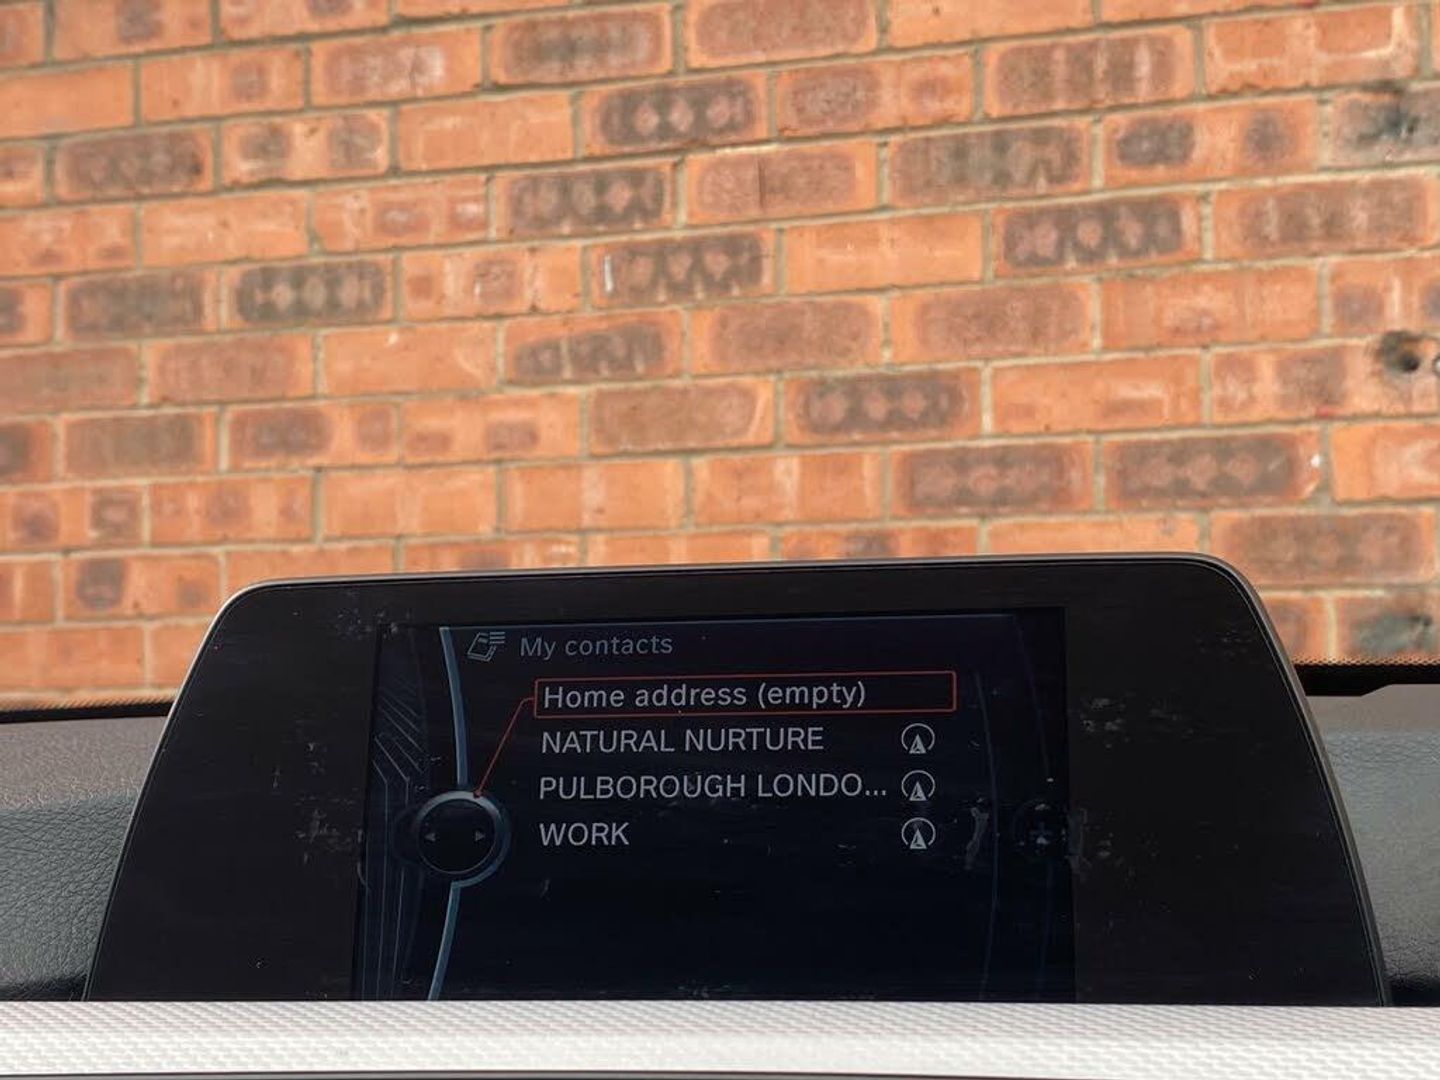 My contacts
Home address (empty)
NATURAL NURTURE
PULBOROUGH LONDO...
WORK